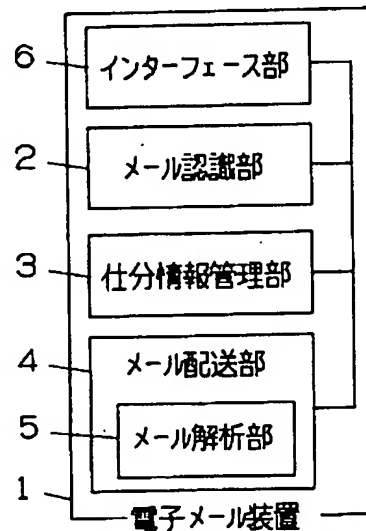 6 インターフェース部
2 メール認識部
3 仕分情報管理部
4 メール配送部
5 メール解析部
1 電子メール装置